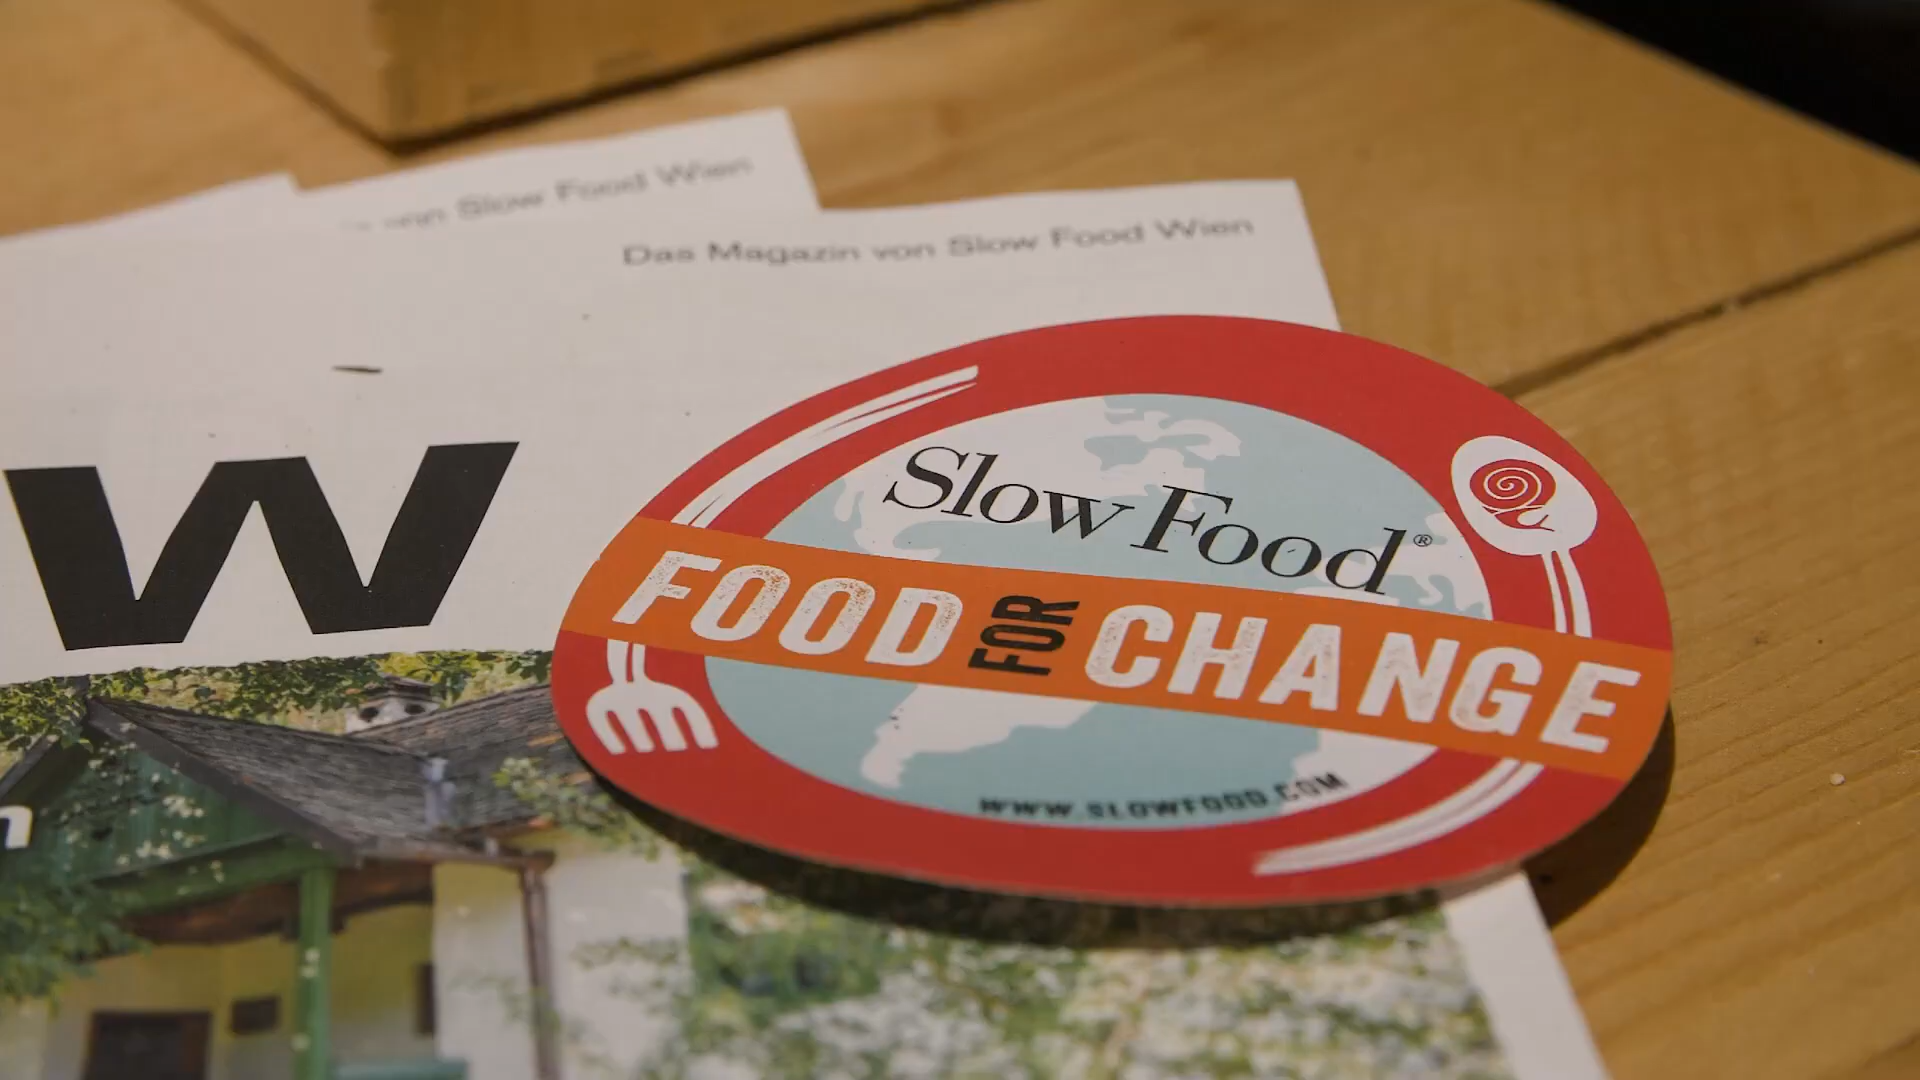 von Slow Food Wien
Das Magazin von Slow Food Wien
W
n
Slow Food®
FOOD FOR CHANGE
WWW.SLOWFOOD.COM